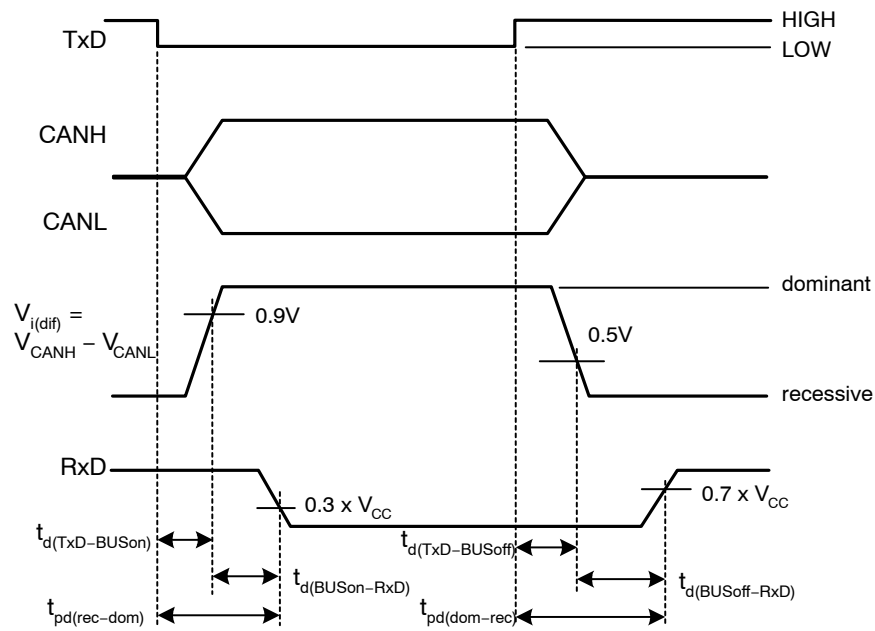 TxD
HIGH
LOW
CANH
CANL
dominant
V_i(dif) =
V_CANH − V_CANL
0.9V
0.5V
recessive
RxD
0.3 x V_CC
0.7 x V_CC
t_d(TxD−BUSon)
t_d(TxD−BUSoff)
t_d(BUSon−RxD)
t_d(BUSoff−RxD)
t_pd(rec−dom)
t_pd(dom−rec)